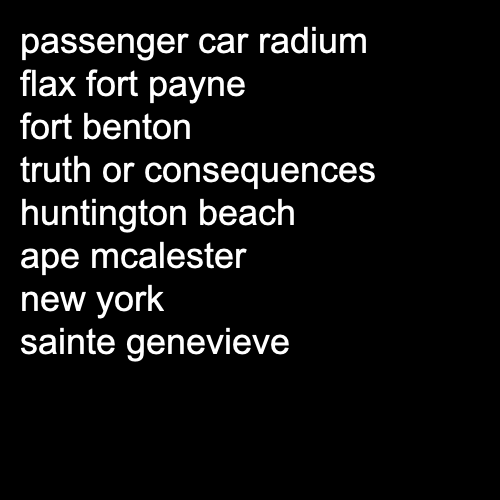 passenger car radium
flax fort payne
fort benton
truth or consequences
huntington beach
ape mcalester
new york
sainte genevieve